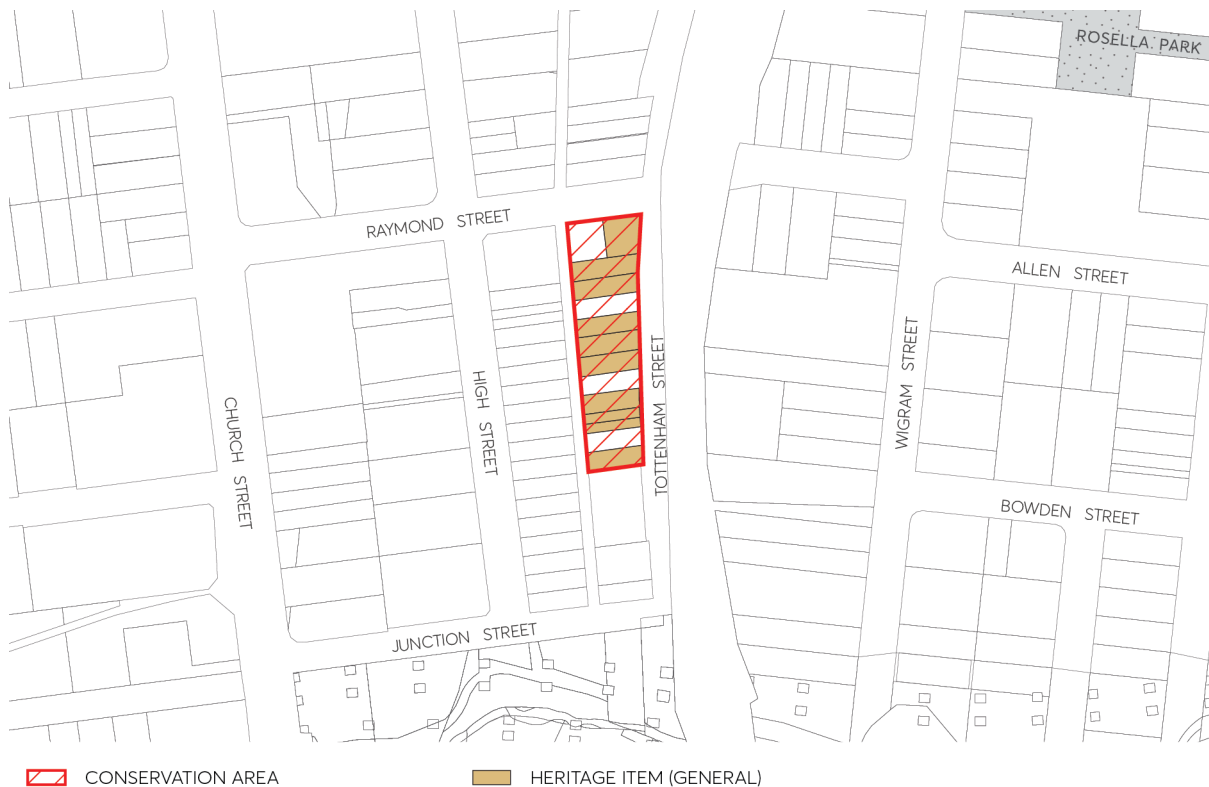 ROSELLA PARK
RAYMOND STREET
ALLEN STREET
CHURCH STREET
HIGH STREET
TOTTENHAM STREET
WIGRAM STREET
BOWDEN STREET
JUNCTION STREET
CONSERVATION AREA
HERITAGE ITEM (GENERAL)